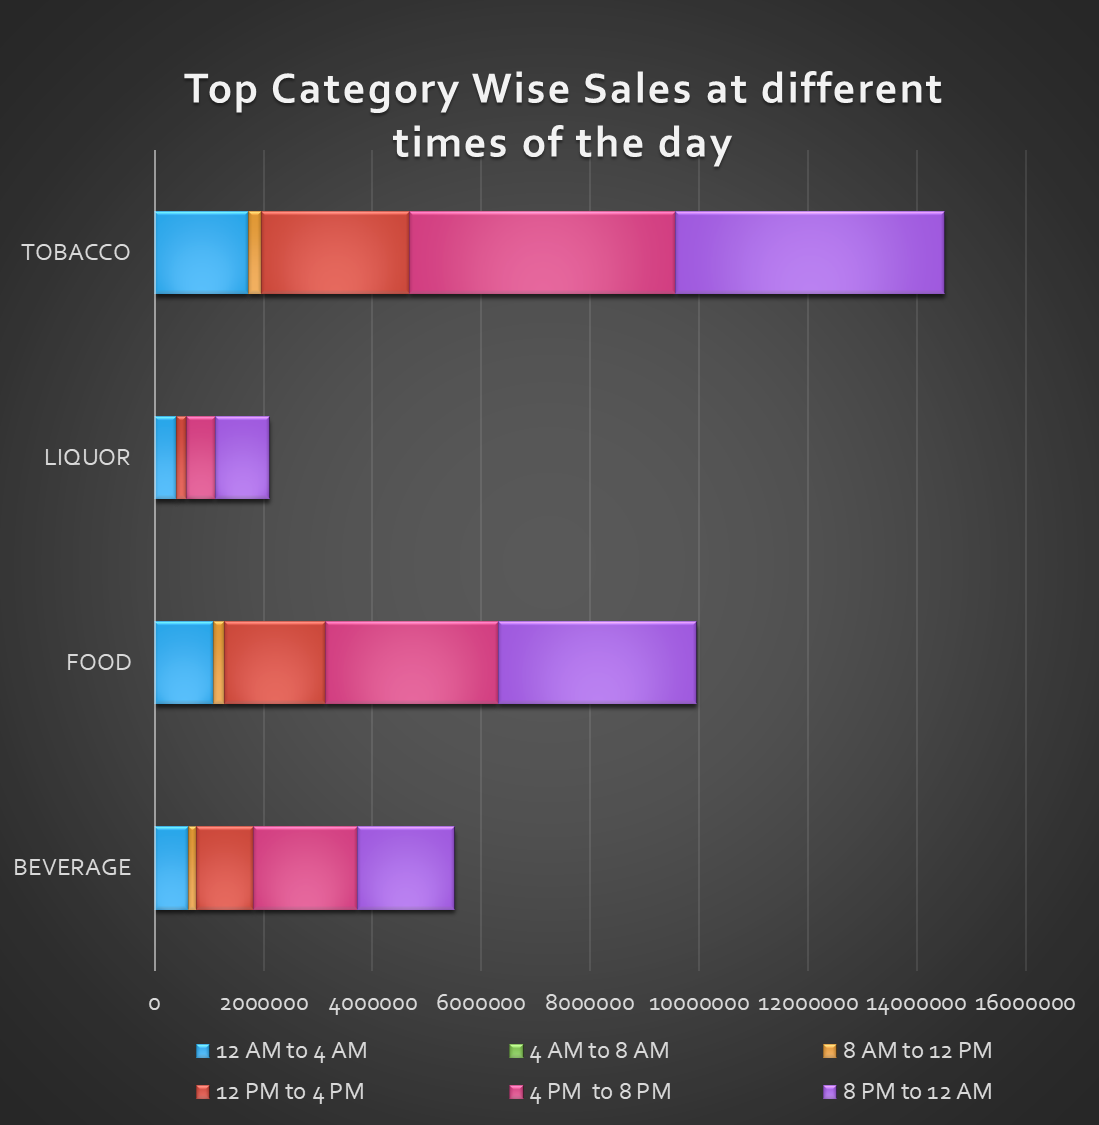 Top Category Wise Sales at different
times of the day
TOBACCO
LIQUOR
FOOD
BEVERAGE
0 2000000 4000000 6000000 8000000 10000000 12000000 14000000 16000000
12 AM to 4 AM 4 AM to 8 AM 8 AM to 12 PM
12 PM to 4 PM 4 PM  to 8 PM 8 PM to 12 AM